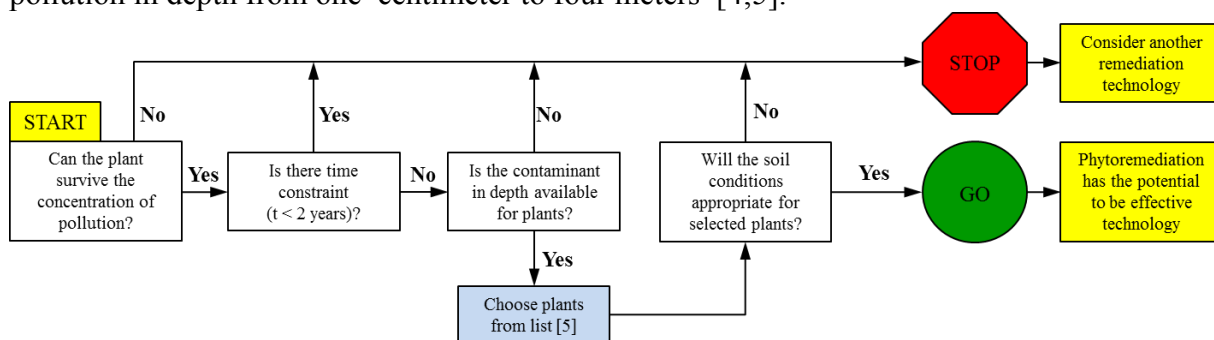 pollution in depth from one centimeter to four meters [4,5].
STOP
Consider another
remediation
technology
START
No
Yes
No
No
Can the plant
survive the
concentration of
pollution?
Yes
Is there time
constraint
(t < 2 years)?
No
Is the contaminant
in depth available
for plants?
Will the soil
conditions
appropriate for
selected plants?
Yes
GO
Phytoremediation
has the potential
to be effective
technology
Yes
Choose plants
from list [5]